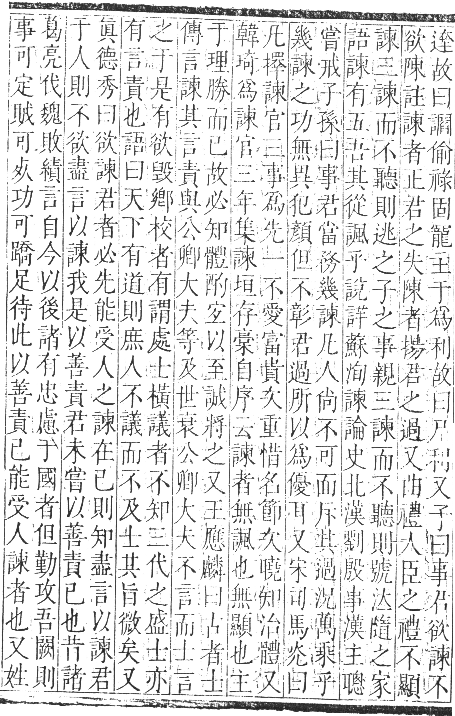 逹故曰謂偷祿固寵主于爲利故曰尸利又子曰事君欲諫不
欲陳註諫者止君之失陳者揚君之過又曲禮人臣之禮不顯
諫三諫而不聽則逃之子之事親三諫而不聽則號泣隨之家
語諫有五吾其從諷乎說詳蘇洵諫論史北漢劉殷事漢主聰
嘗戒子孫曰事君當務幾諫凡人尙不可面斥其過况萬乘乎
幾諫之功無異犯顔但不彰君過所以爲優耳又宋司馬光曰
凡擇諫官三事爲先一不愛富貴次重惜名節次曉知治體又
韓琦爲諫官三年集諫垣存稾自序云諫者無諷也無顯也主
于理勝而已故必知體酌宐以至誠將之又王應麟曰古者士
傳言諫其言責與公卿大夫等及世衰公卿大夫不言而士言
之于是有欲毀鄉校者有謂處士橫議者不知三代之盛士亦
有言責也語曰天下有道則庶人不議而不及士其旨微矣又
眞德秀曰欲諫君者必先能受人之諫在已則知盡言以諫君
于人則不欲盡言以諫我是以善責君未嘗以善責已也昔諸
葛亮代魏敗績言自今以後諸有忠慮于國者但勤攻吾闕則
事可定賊可𣦸功可蹻足待此以善責已能受人諫者也又姓